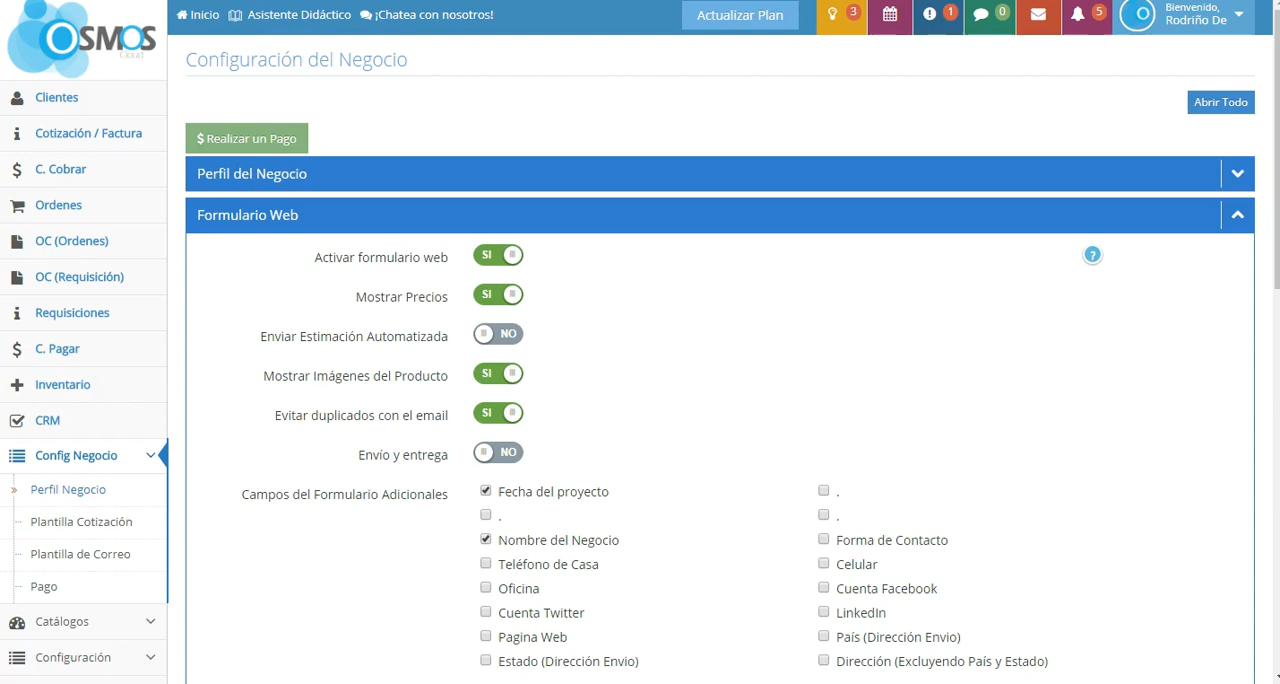 OSMOS
Cloud
Inicio
Asistente Didáctico
¡Chatea con nosotros!
Actualizar Plan
3
1
0
5
Bienvenido,
Rodriño De
Clientes
Cotización / Factura
C. Cobrar
Ordenes
OC (Ordenes)
OC (Requisición)
Requisiciones
C. Pagar
Inventario
CRM
Config Negocio
Perfil Negocio
Plantilla Cotización
Plantilla de Correo
Pago
Catálogos
Configuración
Configuración del Negocio
Abrir Todo
$ Realizar un Pago
Perfil del Negocio
Formulario Web
Activar formulario web SI
?
Mostrar Precios SI
Enviar Estimación Automatizada NO
Mostrar Imágenes del Producto SI
Evitar duplicados con el email SI
Envío y entrega NO
Campos del Formulario Adicionales
Fecha del proyecto .
. .
Nombre del Negocio Forma de Contacto
Teléfono de Casa Celular
Oficina Cuenta Facebook
Cuenta Twitter LinkedIn
Pagina Web País (Dirección Envio)
Estado (Dirección Envio) Dirección (Excluyendo País y Estado)